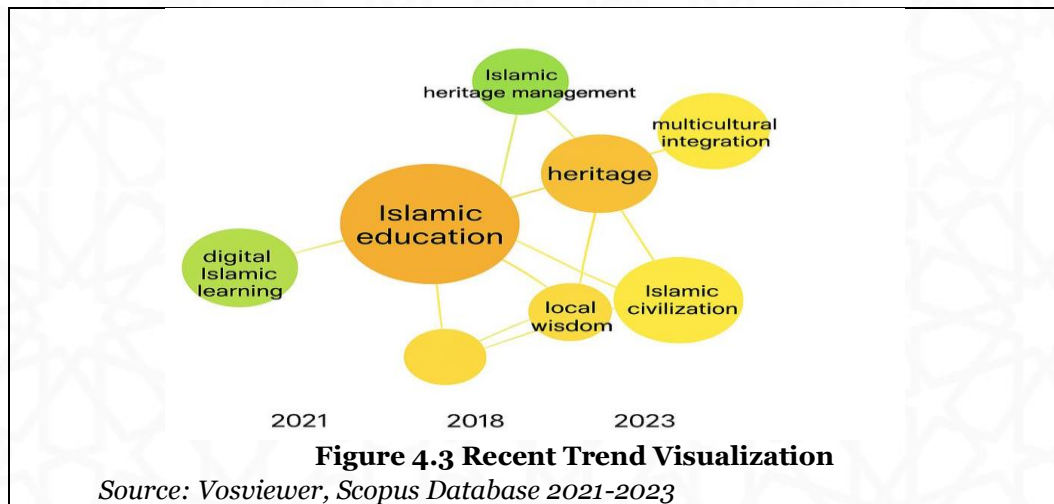 Islamic
heritage management
multicultural
integration
heritage
Islamic
education
digital
Islamic
learning
local
wisdom
Islamic
civilization
2021 2018 2023
Figure 4.3 Recent Trend Visualization
Source: Vosviewer, Scopus Database 2021-2023